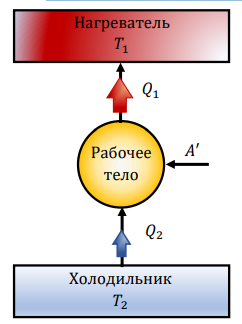 Нагреватель
T₁
Q₁
Рабочее
тело
A′
Q₂
Холодильник
T₂